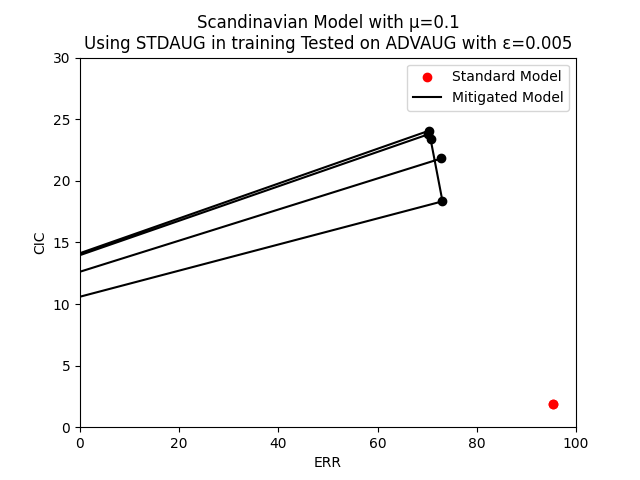 Scandinavian Model with μ=0.1
Using STDAUG in training Tested on ADVAUG with ε=0.005
Standard Model
Mitigated Model
30
25
20
15
10
5
0
CIC
0 20 40 60 80 100
ERR